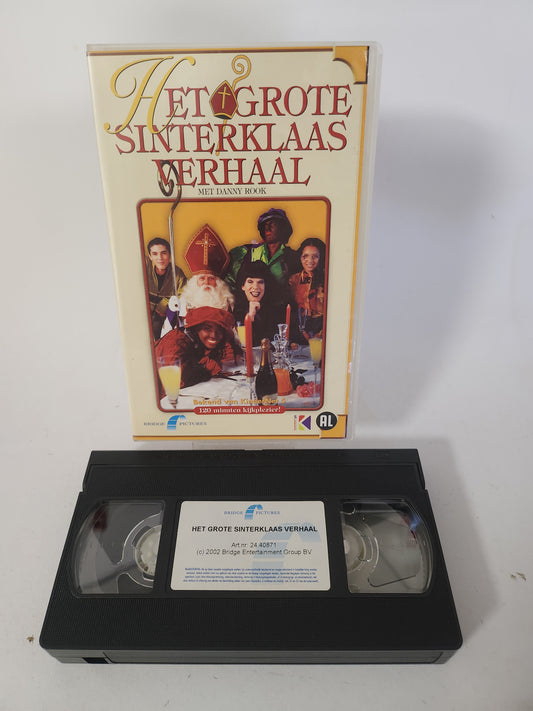 HET GROTE
SINTERKLAAS
VERHAAL
MET DANNY ROOK
Bekend van
120 minuten kijkplezier!
BRIDGE PICTURES
K
AL
BRIDGE PICTURES
HET GROTE SINTERKLAAS VERHAAL
Art nr. 24.40871
(c) 2002 Bridge Entertainment Group BV